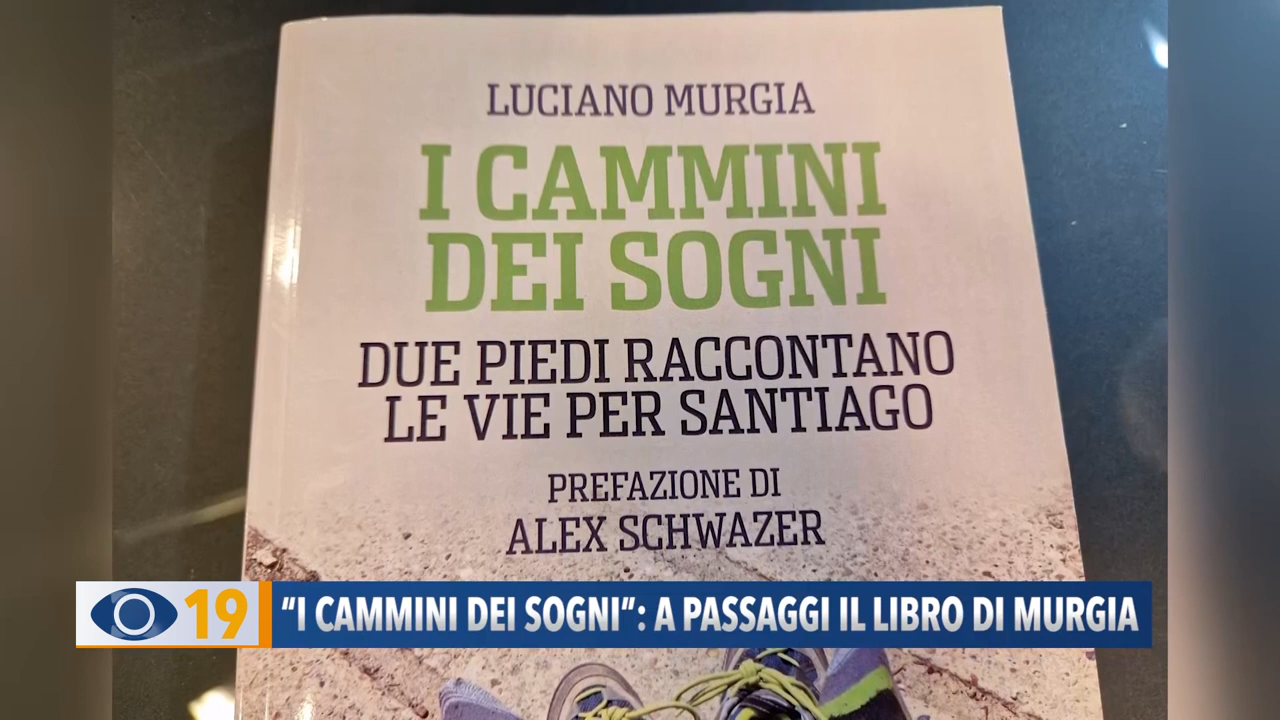 LUCIANO MURGIA
I CAMMINI
DEI SOGNI
DUE PIEDI RACCONTANO
LE VIE PER SANTIAGO
PREFAZIONE DI
ALEX SCHWAZER
19 “I CAMMINI DEI SOGNI“: A PASSAGGI IL LIBRO DI MURGIA